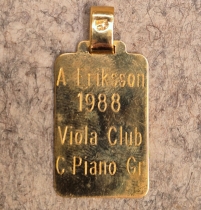 A Eriksson
1988
Viola Club
C Piano Gr